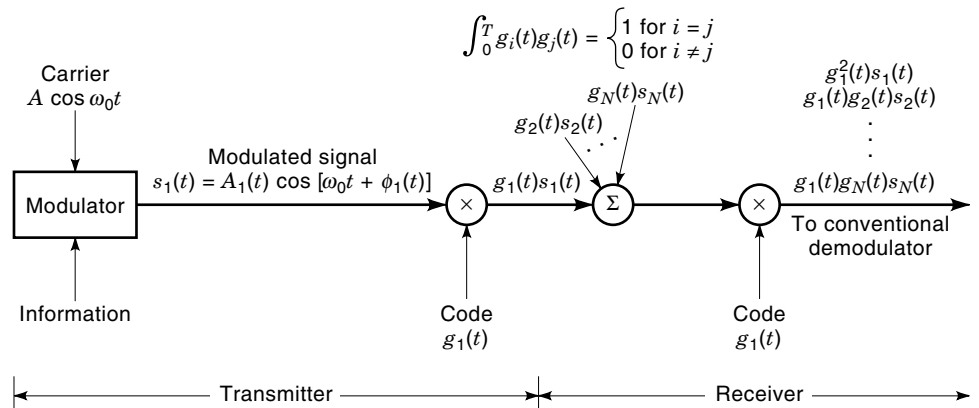 ∫₀ᵀ gᵢ(t)gⱼ(t) = { 1 for i = j
0 for i ≠ j
Carrier
A cos ω₀t
g₁²(t)s₁(t)
g₁(t)g₂(t)s₂(t)
.
.
.
g₁(t)g_N(t)s_N(t)
g_N(t)s_N(t)
g₂(t)s₂(t) . . .
Modulated signal
s₁(t) = A₁(t) cos [ω₀t + ϕ₁(t)]
g₁(t)s₁(t)
Modulator
×
Σ
×
To conventional
demodulator
Information
Code
g₁(t)
Code
g₁(t)
Transmitter
Receiver